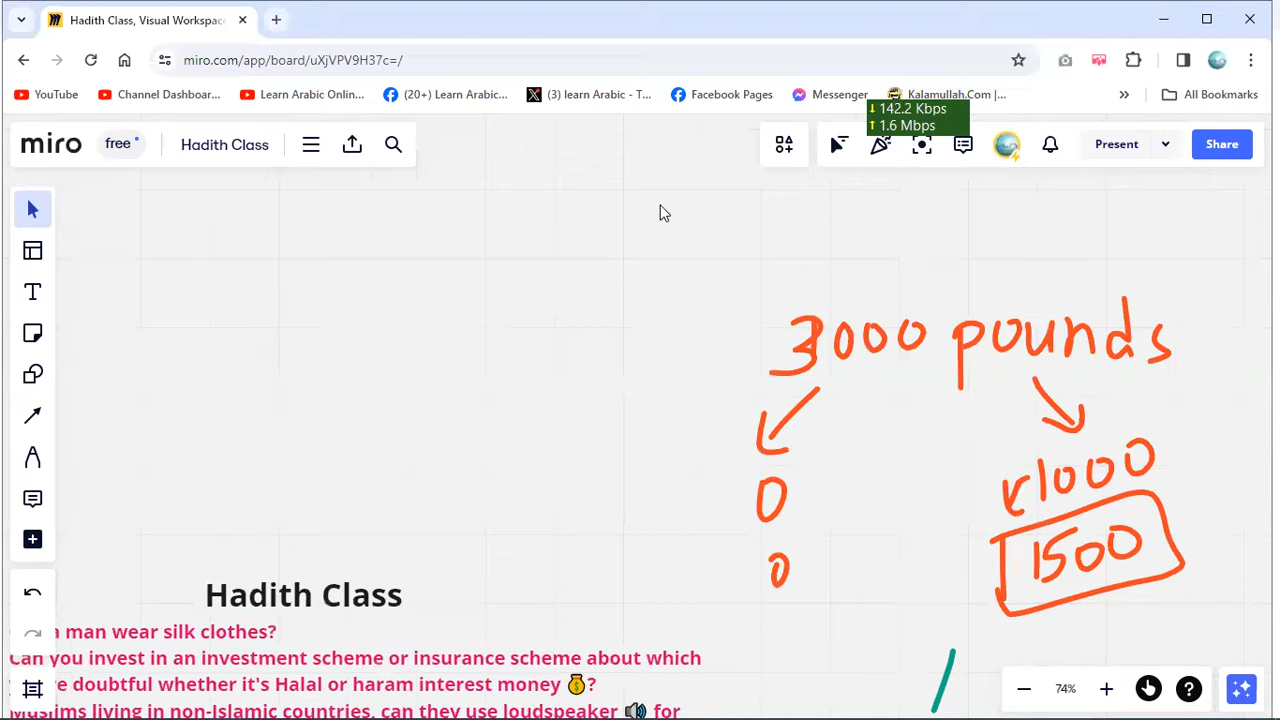 Hadith Class, Visual Workspace
miro.com/app/board/uXjVPV9H37c=/
YouTube
Channel Dashboar...
Learn Arabic Onlin...
(20+) Learn Arabic...
(3) learn Arabic - T...
Facebook Pages
Messenger
Kalamullah.Com |...
All Bookmarks
↓ 142.2 Kbps
↑ 1.6 Mbps
miro
free
Hadith Class
Present
Share
3000 pounds
0
1000
0
1500
Hadith Class
a man wear silk clothes?
Can you invest in an investment scheme or insurance scheme about which
doubtful whether it's Halal or haram interest money 💰?
Muslims living in non-Islamic countries, can they use loudspeaker 🔊 for
74%